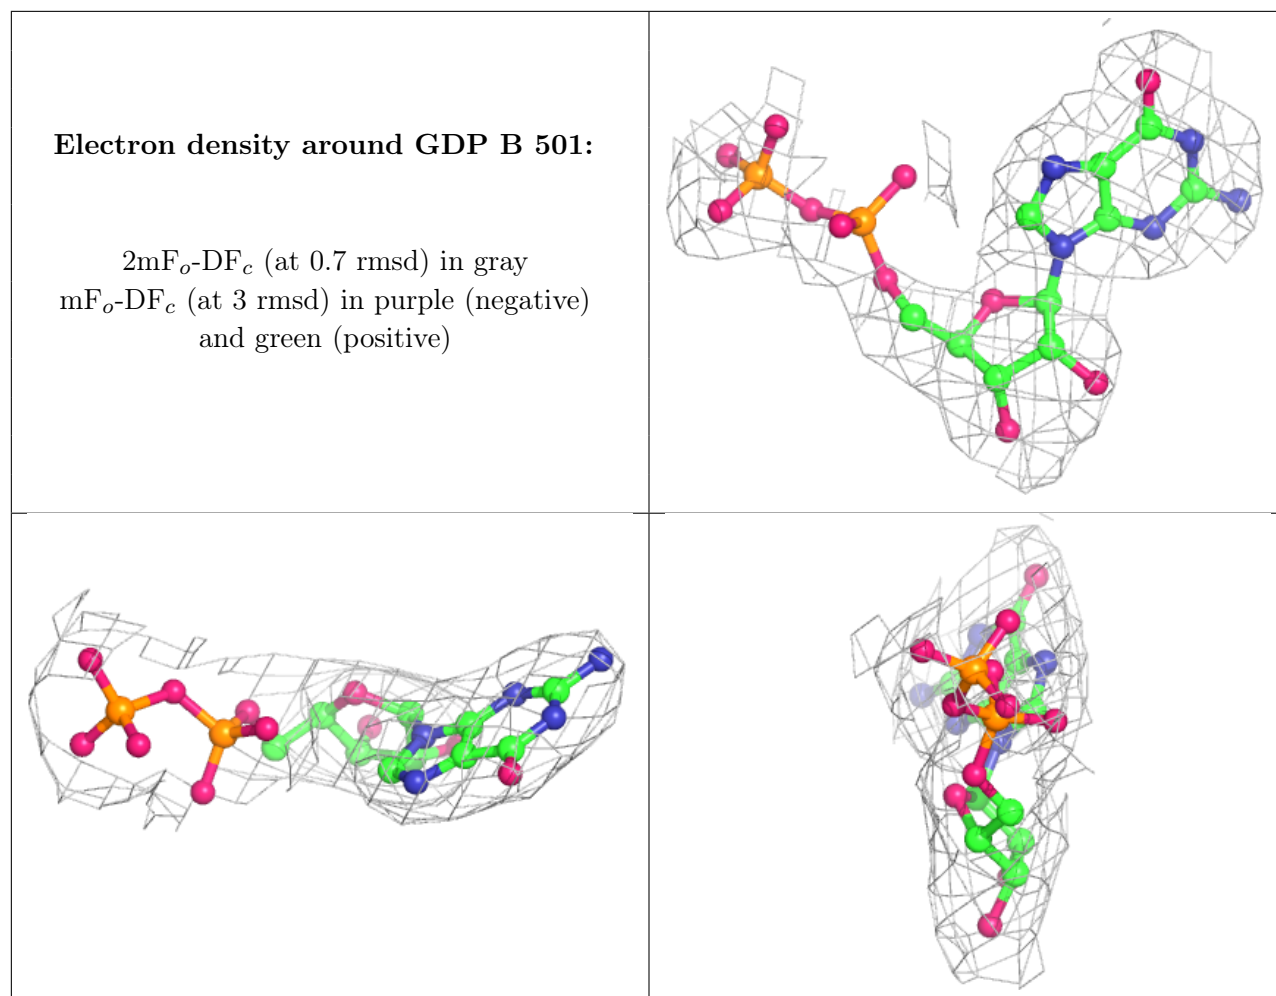 Electron density around GDP B 501:
2mFₒ-DF𝒸 (at 0.7 rmsd) in gray
mFₒ-DF𝒸 (at 3 rmsd) in purple (negative)
and green (positive)